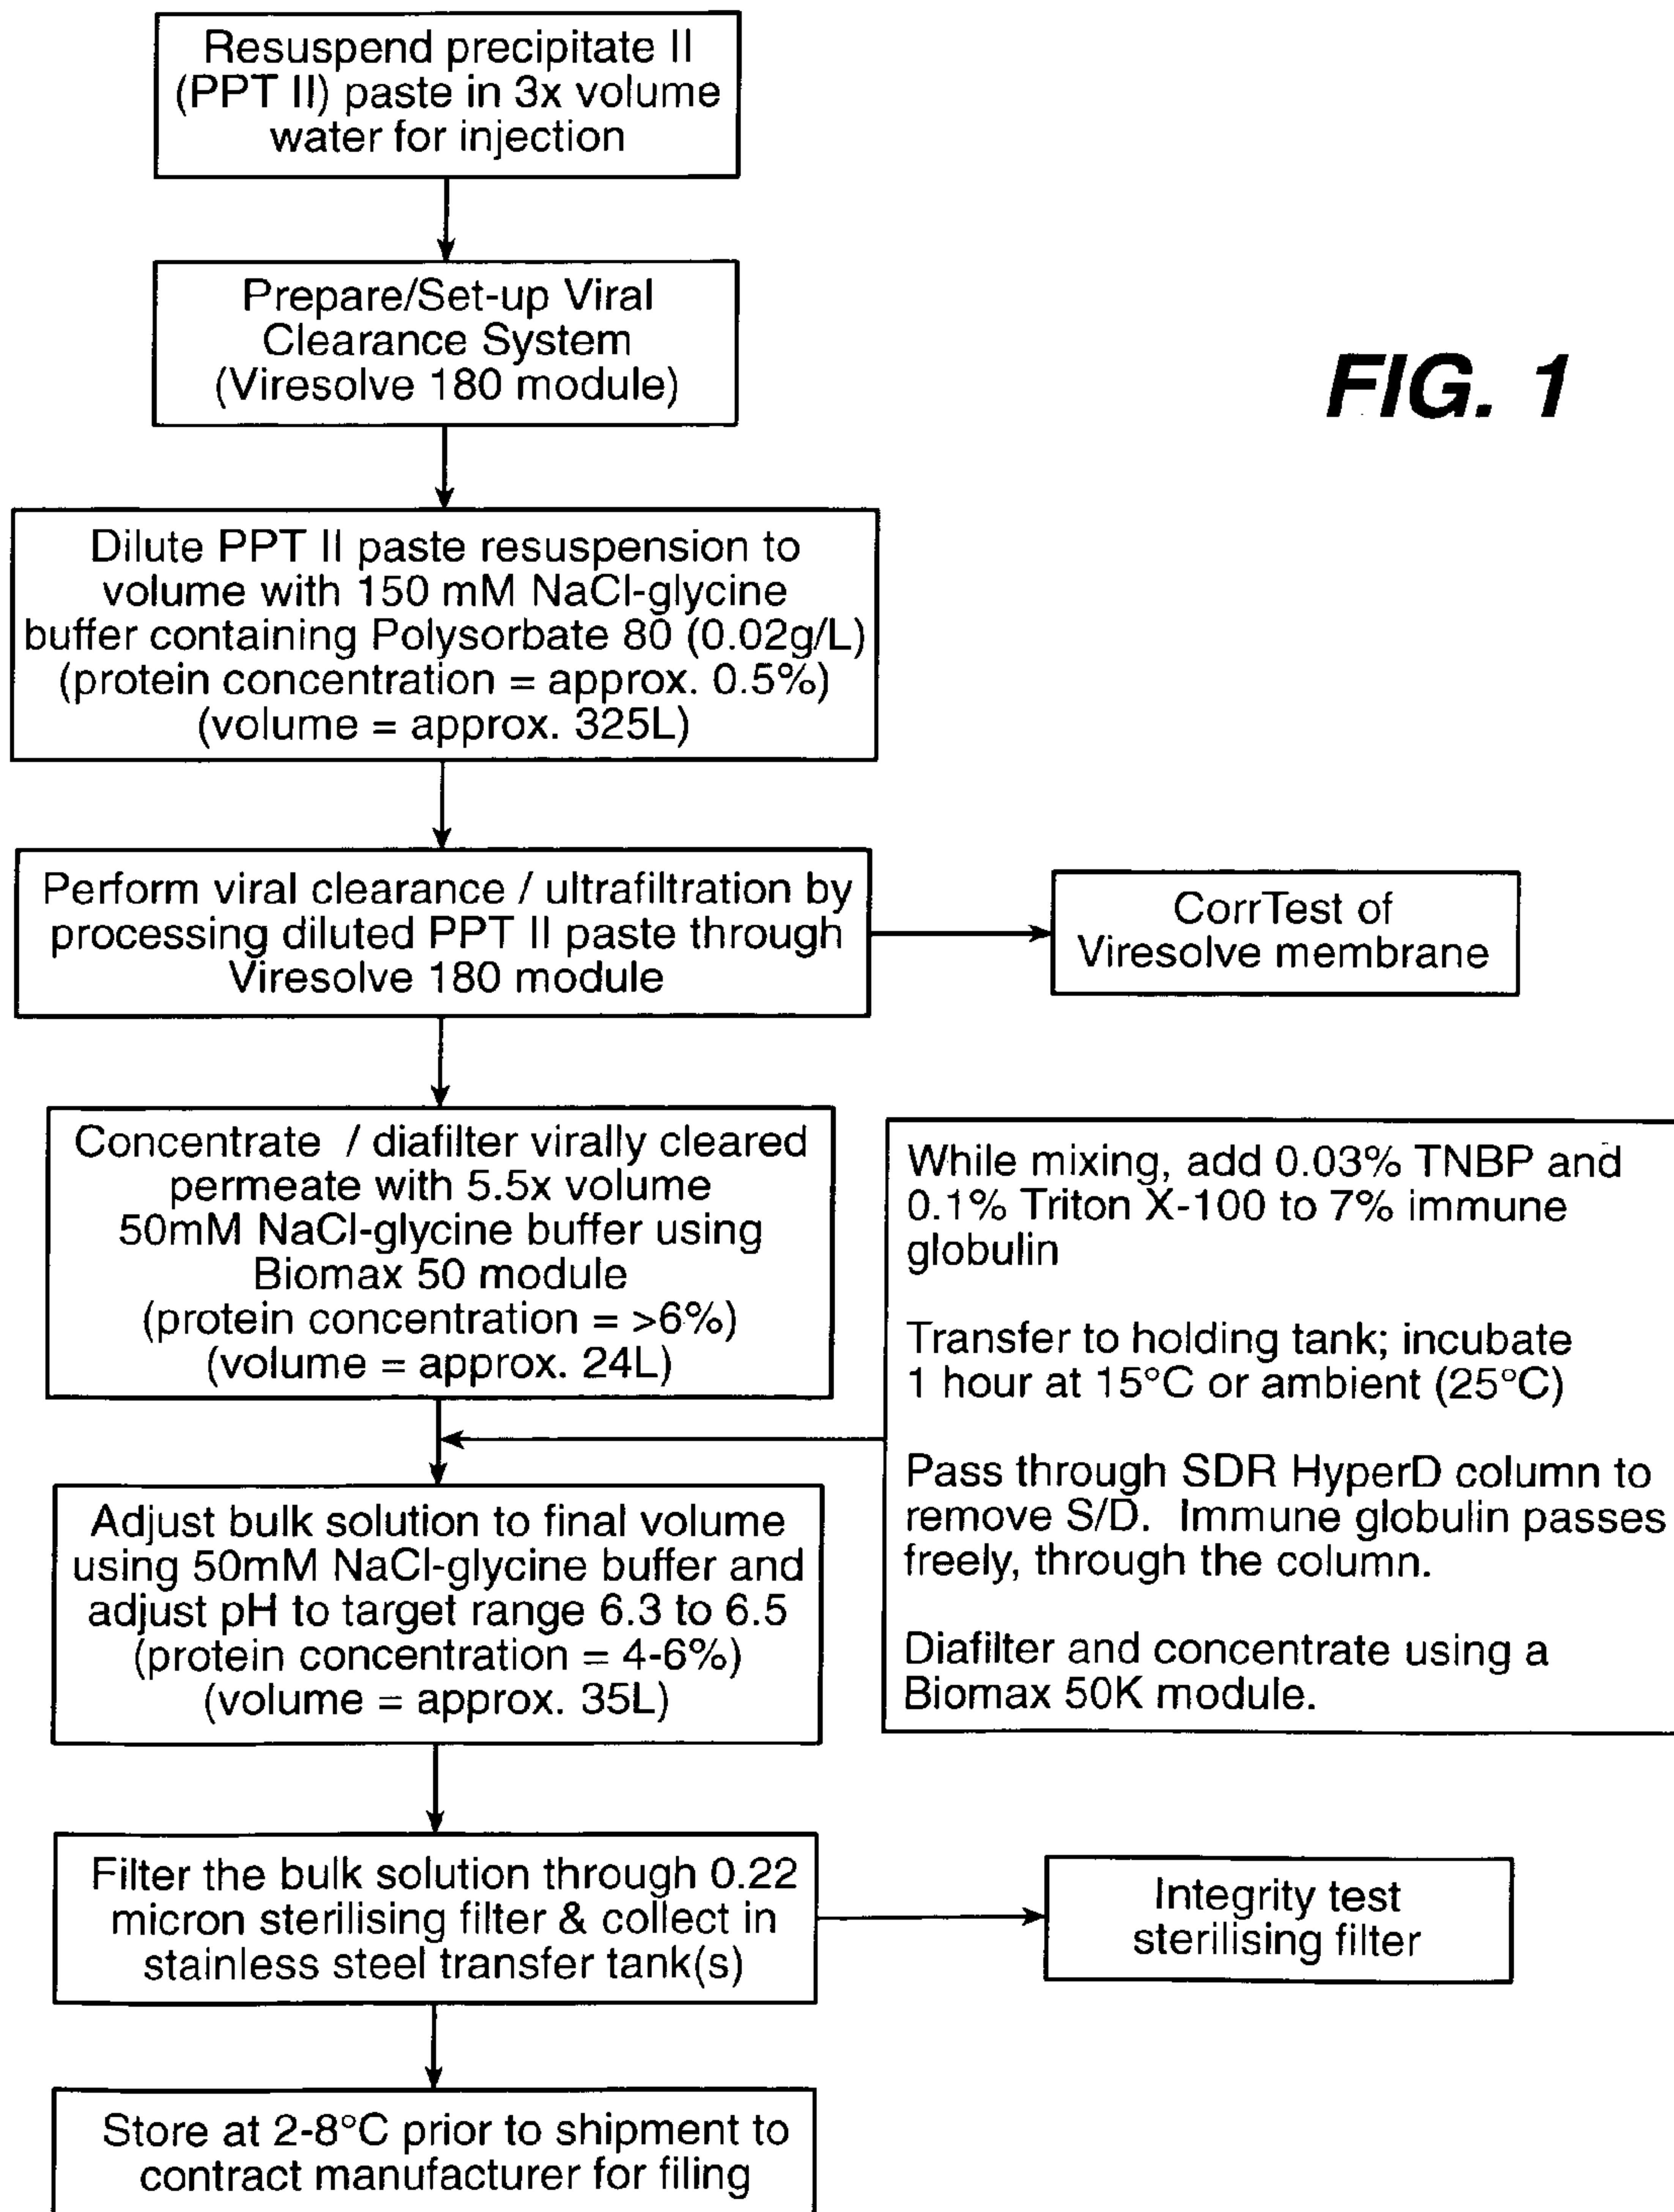 Resuspend precipitate II
(PPT II) paste in 3x volume
water for injection
Prepare/Set-up Viral
Clearance System
(Viresolve 180 module)
FIG. 1
Dilute PPT II paste resuspension to
volume with 150 mM NaCl-glycine
buffer containing Polysorbate 80 (0.02g/L)
(protein concentration = approx. 0.5%)
(volume = approx. 325L)
Perform viral clearance / ultrafiltration by
processing diluted PPT II paste through
Viresolve 180 module
CorrTest of
Viresolve membrane
Concentrate / diafilter virally cleared
permeate with 5.5x volume
50mM NaCl-glycine buffer using
Biomax 50 module
(protein concentration = >6%)
(volume = approx. 24L)
While mixing, add 0.03% TNBP and
0.1% Triton X-100 to 7% immune
globulin
Transfer to holding tank; incubate
1 hour at 15°C or ambient (25°C)
Pass through SDR HyperD column to
remove S/D. Immune globulin passes
freely, through the column.
Diafilter and concentrate using a
Biomax 50K module.
Adjust bulk solution to final volume
using 50mM NaCl-glycine buffer and
adjust pH to target range 6.3 to 6.5
(protein concentration = 4-6%)
(volume = approx. 35L)
Filter the bulk solution through 0.22
micron sterilising filter & collect in
stainless steel transfer tank(s)
Integrity test
sterilising filter
Store at 2-8°C prior to shipment to
contract manufacturer for filing